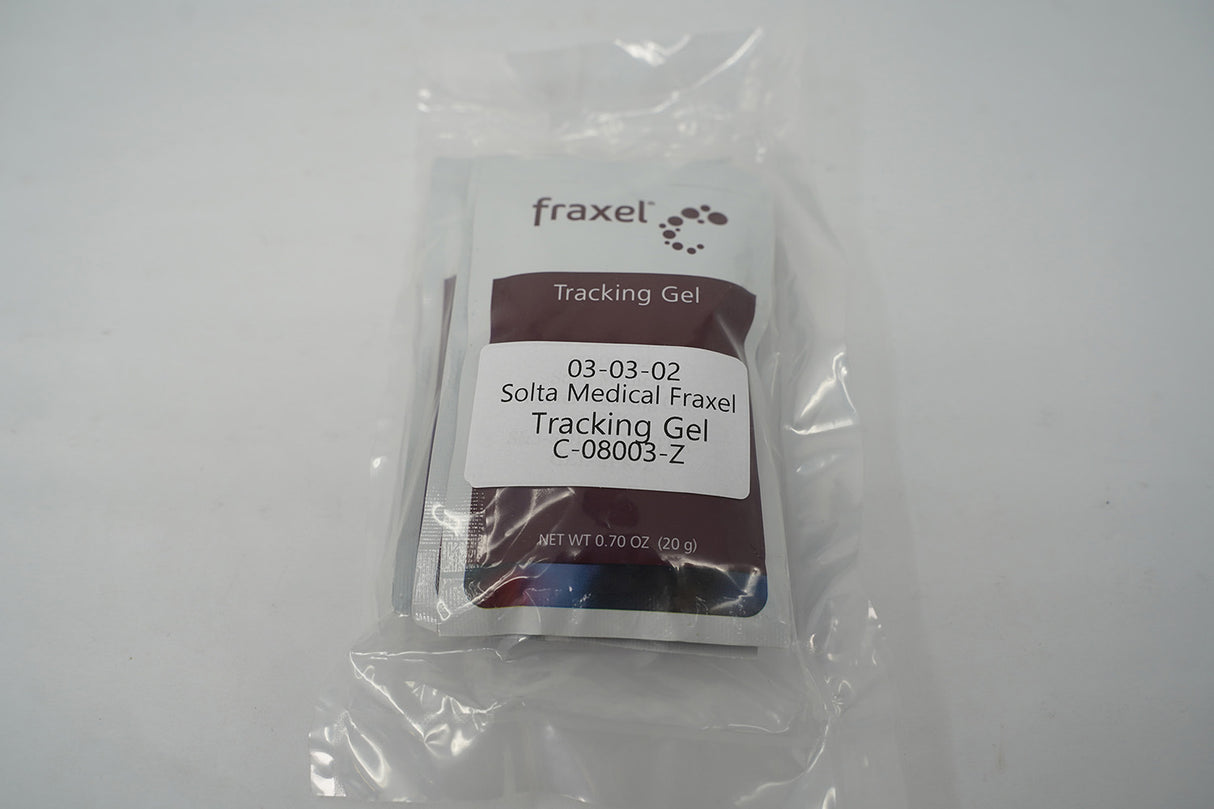 fraxel®
Tracking Gel
03-03-02
Solta Medical Fraxel
Tracking Gel
C-08003-Z
NET WT 0.70 OZ (20 g)